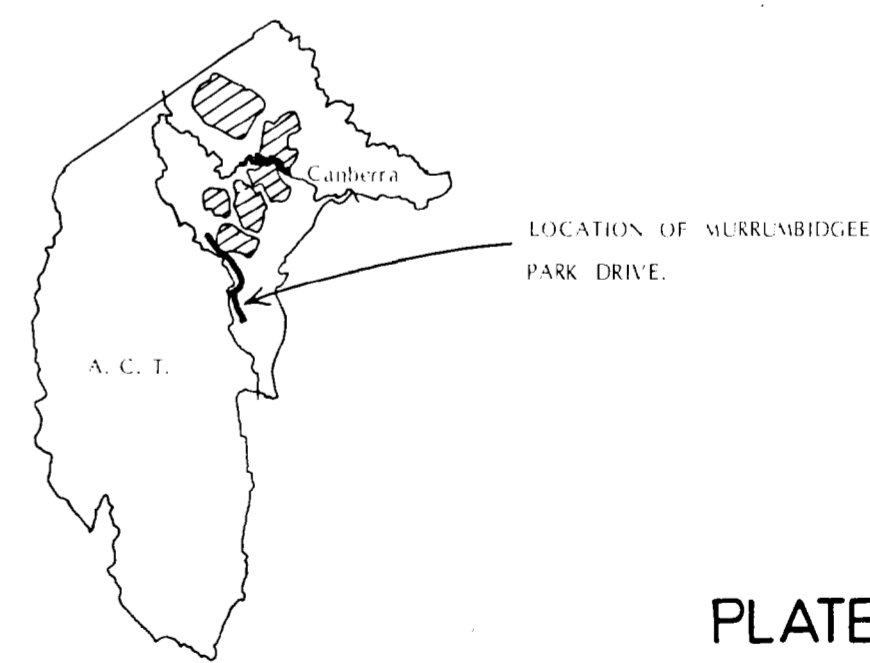 Canberra
LOCATION OF MURRUMBIDGEE
PARK DRIVE.
A. C. T.
PLATE